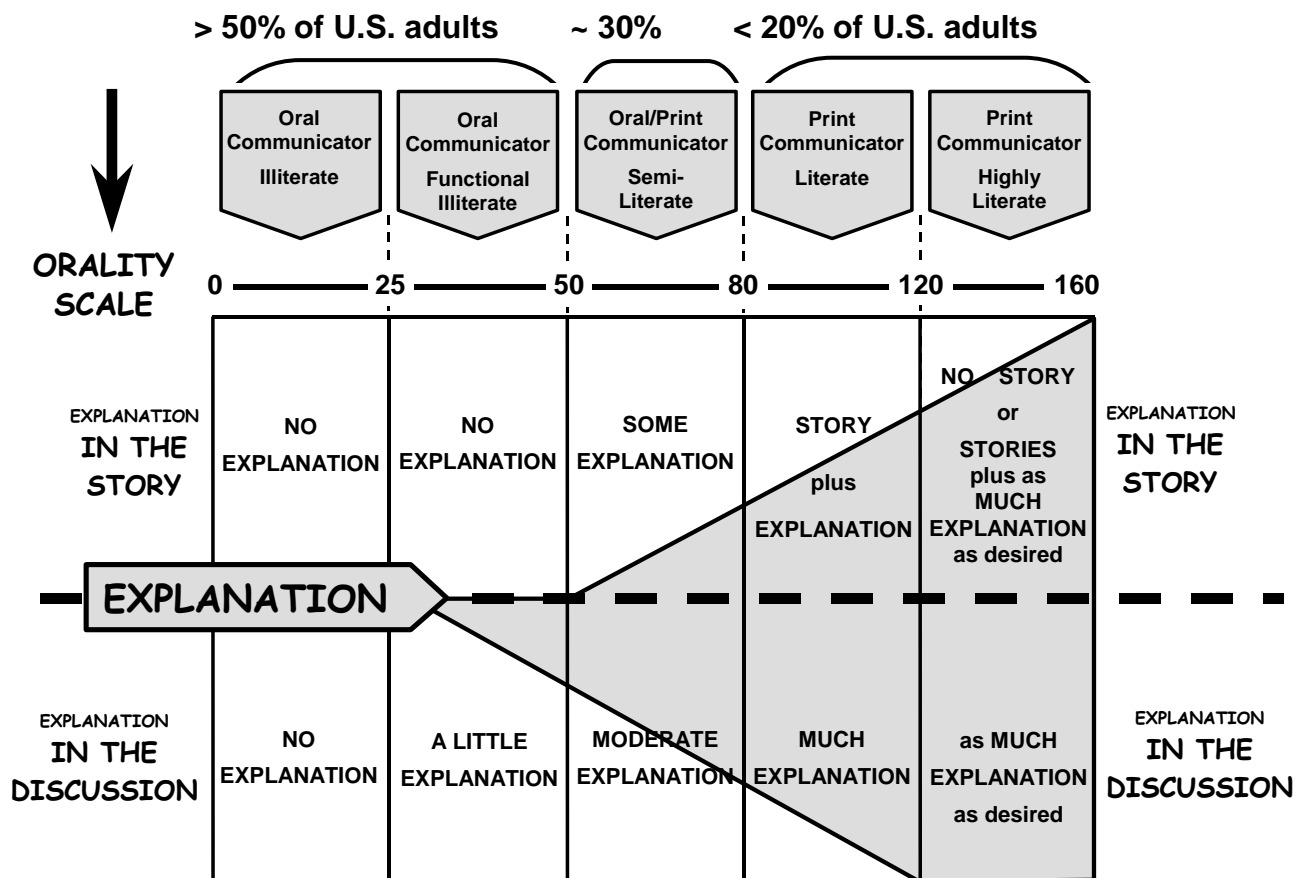 > 50% of U.S. adults ~ 30% < 20% of U.S. adults
Oral
Communicator
Illiterate
Oral
Communicator
Functional
Illiterate
Oral/Print
Communicator
Semi-
Literate
Print
Communicator
Literate
Print
Communicator
Highly
Literate
ORALITY
SCALE
0 25 50 80 120 160
EXPLANATION
IN THE
STORY
NO
EXPLANATION
NO
EXPLANATION
SOME
EXPLANATION
STORY
plus
EXPLANATION
NO STORY
or
STORIES
plus as
MUCH
EXPLANATION
as desired
EXPLANATION
IN THE
STORY
EXPLANATION
EXPLANATION
IN THE
DISCUSSION
NO
EXPLANATION
A LITTLE
EXPLANATION
MODERATE
EXPLANATION
MUCH
EXPLANATION
as MUCH
EXPLANATION
as desired
EXPLANATION
IN THE
DISCUSSION